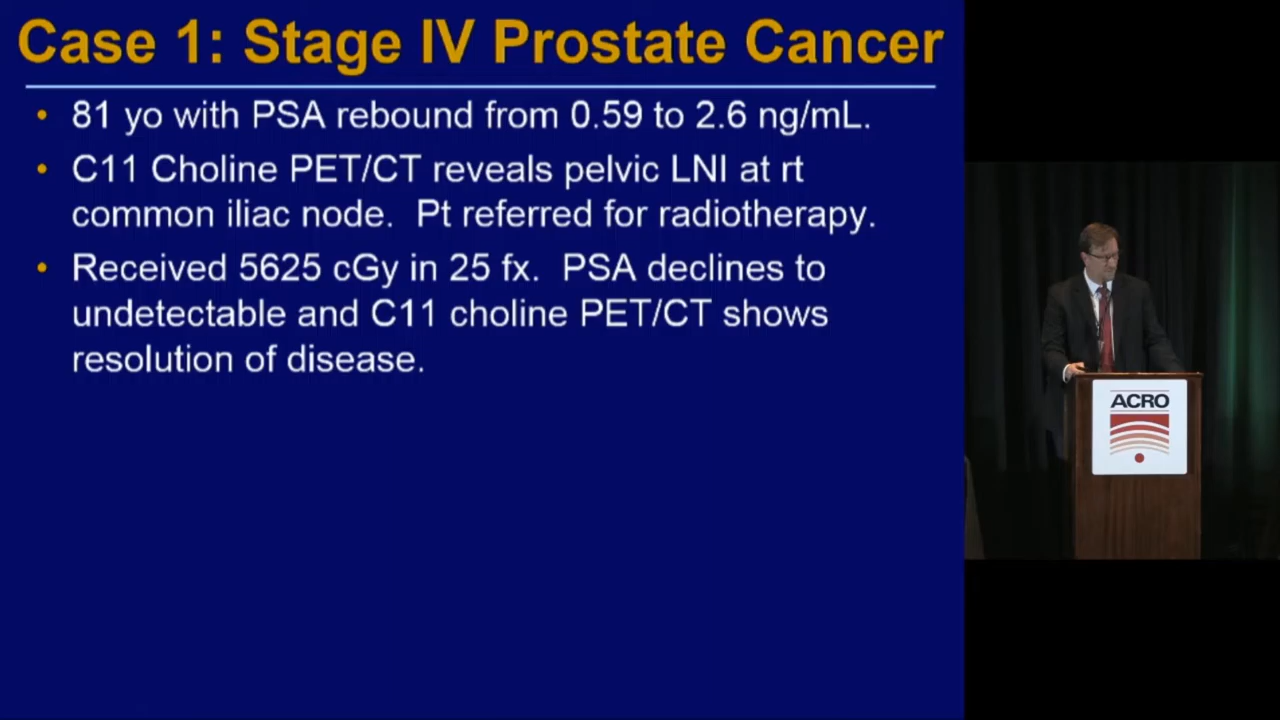 Case 1: Stage IV Prostate Cancer
• 81 yo with PSA rebound from 0.59 to 2.6 ng/mL.
• C11 Choline PET/CT reveals pelvic LNI at rt
common iliac node. Pt referred for radiotherapy.
• Received 5625 cGy in 25 fx. PSA declines to
undetectable and C11 choline PET/CT shows
resolution of disease.
ACRO